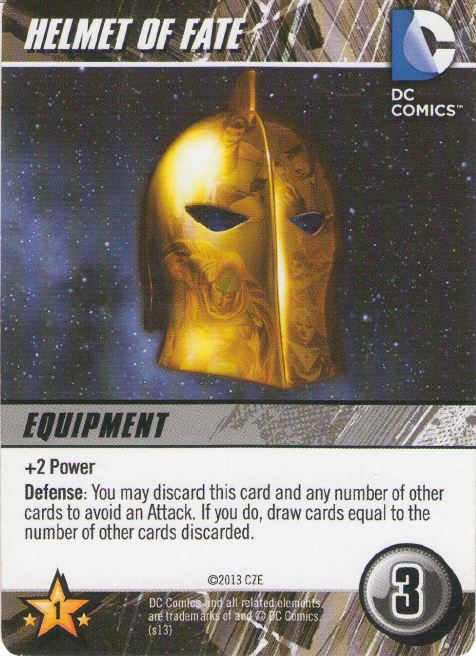 HELMET OF FATE
DC
COMICS™
EQUIPMENT
+2 Power
Defense: You may discard this card and any number of other
cards to avoid an Attack. If you do, draw cards equal to the
number of other cards discarded.
©2013 CZE
1
DC Comics and all related elements
are trademarks of and © DC Comics.
(s13)
3